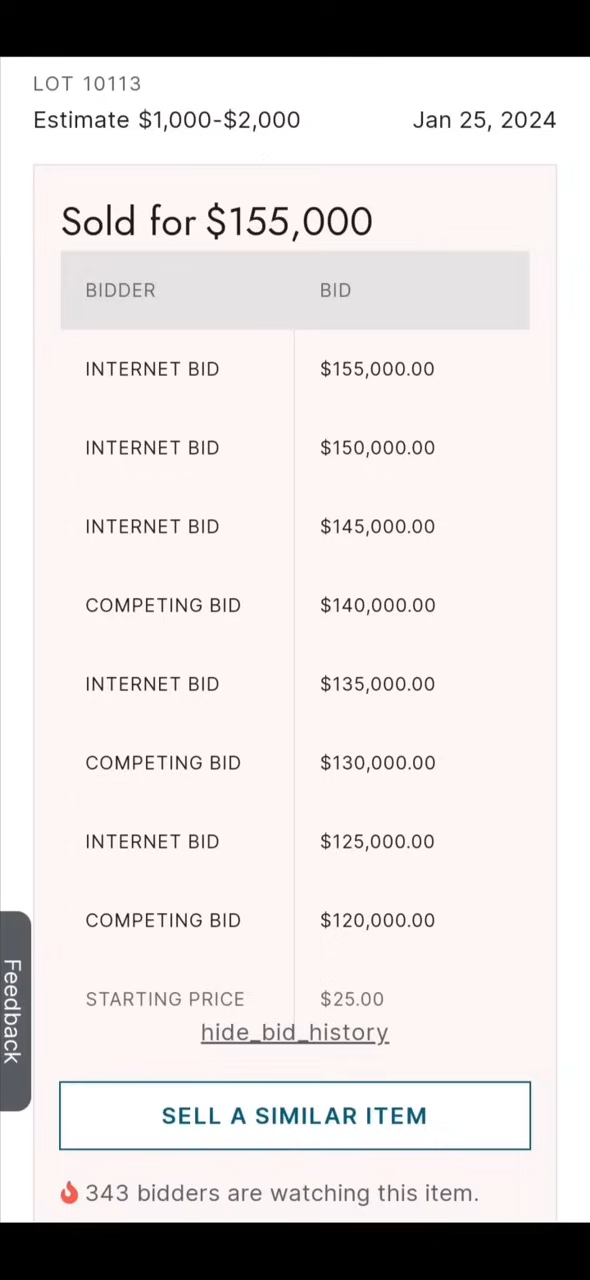 LOT 10113
Estimate $1,000-$2,000 Jan 25, 2024
Sold for $155,000
BIDDER BID
INTERNET BID $155,000.00
INTERNET BID $150,000.00
INTERNET BID $145,000.00
COMPETING BID $140,000.00
INTERNET BID $135,000.00
COMPETING BID $130,000.00
INTERNET BID $125,000.00
COMPETING BID $120,000.00
STARTING PRICE $25.00
hide_bid_history
Feedback
SELL A SIMILAR ITEM
343 bidders are watching this item.